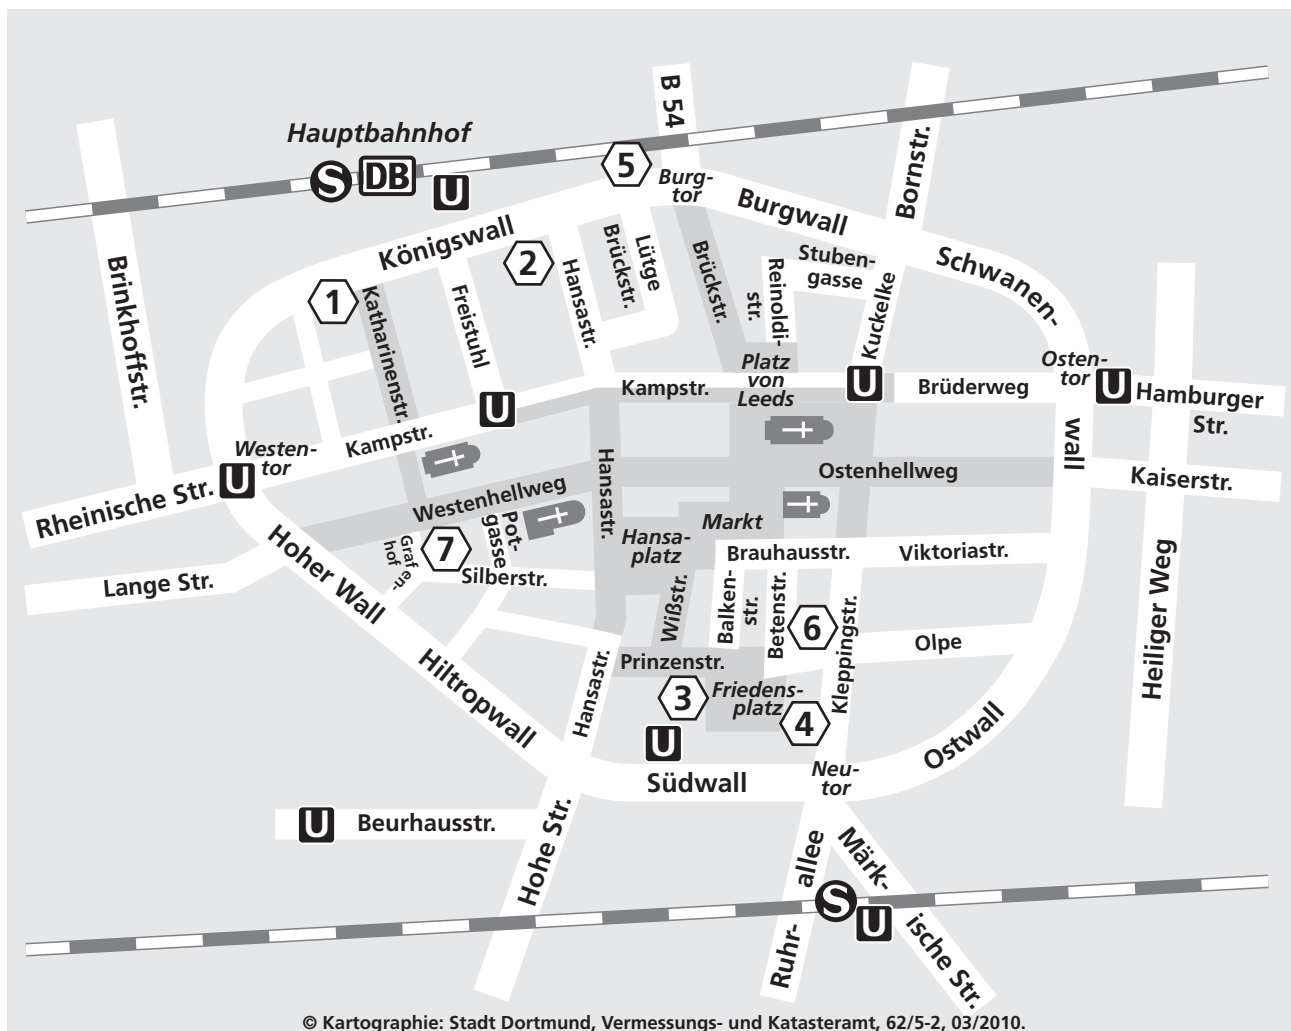 B 54
Hauptbahnhof
S
DB
U
5
Burg-
tor
Burgwall
Bornstr.
Königswall
2
Hansastr.
Lütge
Brückstr.
Brückstr.
Reinoldi-
str.
Stuben-
gasse
Kuckelke
Schwanen-
wall
Brinkhoffstr.
1
Katharinenstr.
Freistuhl
U
Kampstr.
Platz
von
Leeds
U
Brüderweg
Osten-
tor
U
Hamburger
Str.
Westen-
tor
U
Kampstr.
Rheinische Str.
Westenhellweg
Hansastr.
Ostenhellweg
Kaiserstr.
Lange Str.
Hoher Wall
Grafen-
hof
7
Pot-
gasse
Silberstr.
Hansa-
platz
Markt
Brauhausstr.
Viktoriastr.
Wißstr.
Balken-
str.
Betenstr.
6
Kleppingstr.
Olpe
Heiliger Weg
Hiltropwall
Hansastr.
Prinzenstr.
3
Friedens-
platz
4
U
Südwall
Neu-
tor
Ostwall
U
Beurhausstr.
Hohe Str.
Ruhr-
allee
Märk-
ische Str.
S
U
© Kartographie: Stadt Dortmund, Vermessungs- und Katasteramt, 62/5-2, 03/2010.